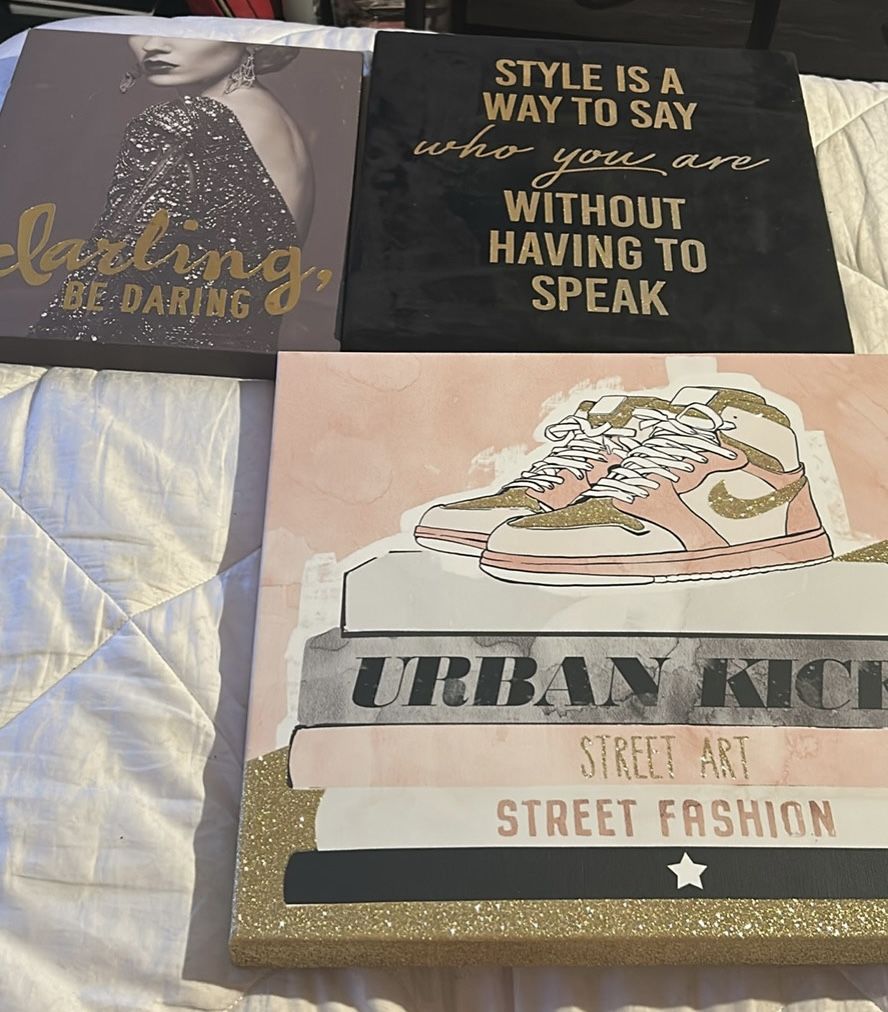 darling,
BE DARING
STYLE IS A
WAY TO SAY
who you are
WITHOUT
HAVING TO
SPEAK
URBAN KICK
STREET ART
STREET FASHION